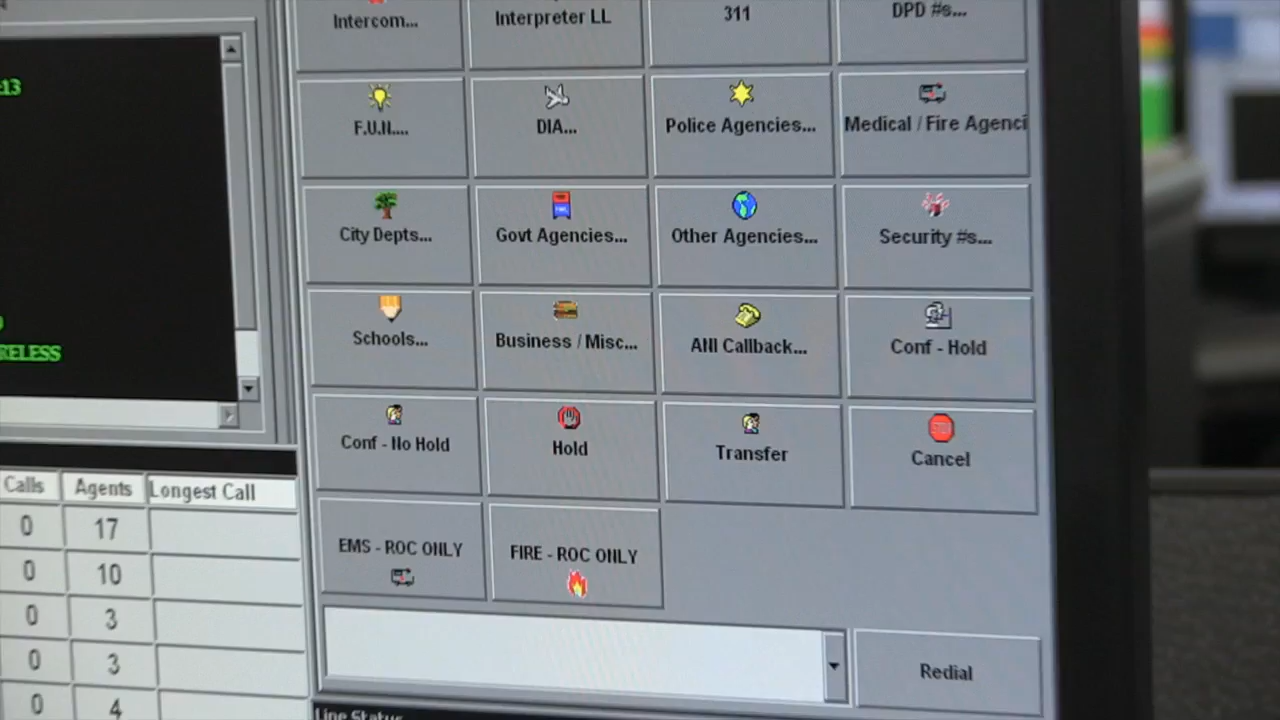 Intercom...
Interpreter LL
311
DPD #s...
:13
F.U.N....
DIA...
Police Agencies...
Medical / Fire Agenci
City Depts...
Govt Agencies...
Other Agencies...
Security #s...
RELESS
Schools...
Business / Misc...
ANI Callback...
Conf - Hold
Conf - No Hold
Hold
Transfer
Cancel
Calls Agents Longest Call
0 17
0 10
0 3
0 3
0 4
EMS - ROC ONLY
FIRE - ROC ONLY
Redial
Line Status